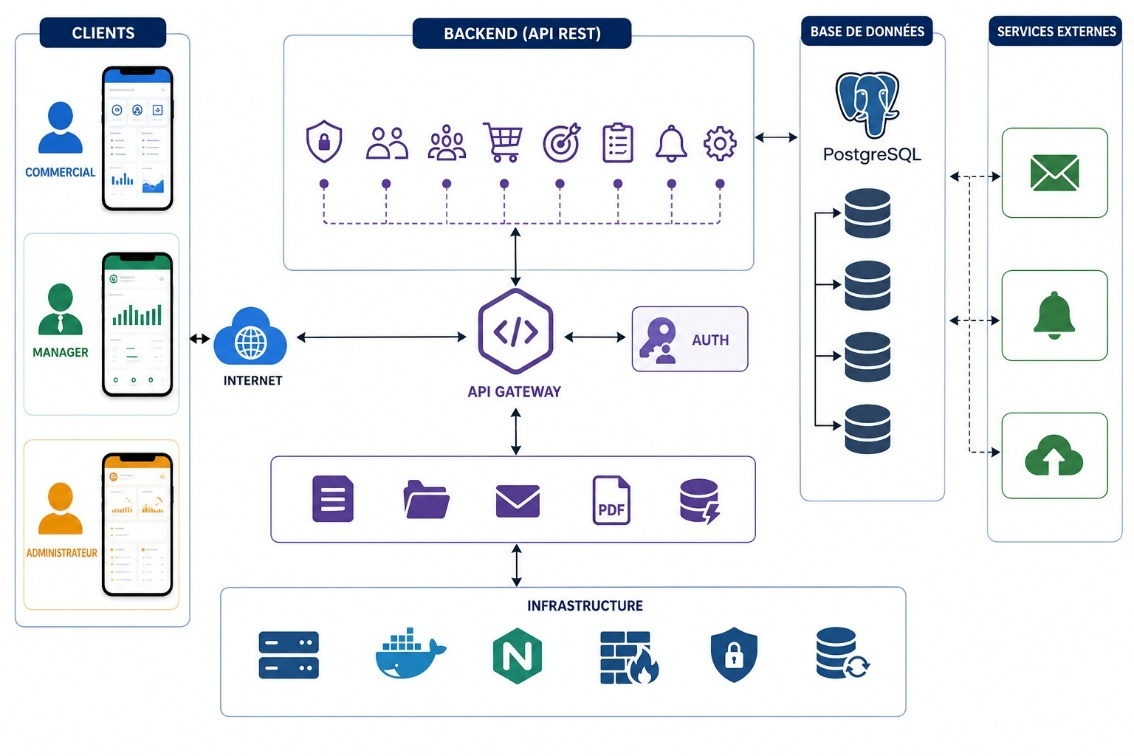 CLIENTS
BACKEND (API REST)
BASE DE DONNÉES
SERVICES EXTERNES
COMMERCIAL
PostgreSQL
MANAGER
INTERNET
API GATEWAY
AUTH
ADMINISTRATEUR
PDF
INFRASTRUCTURE
N